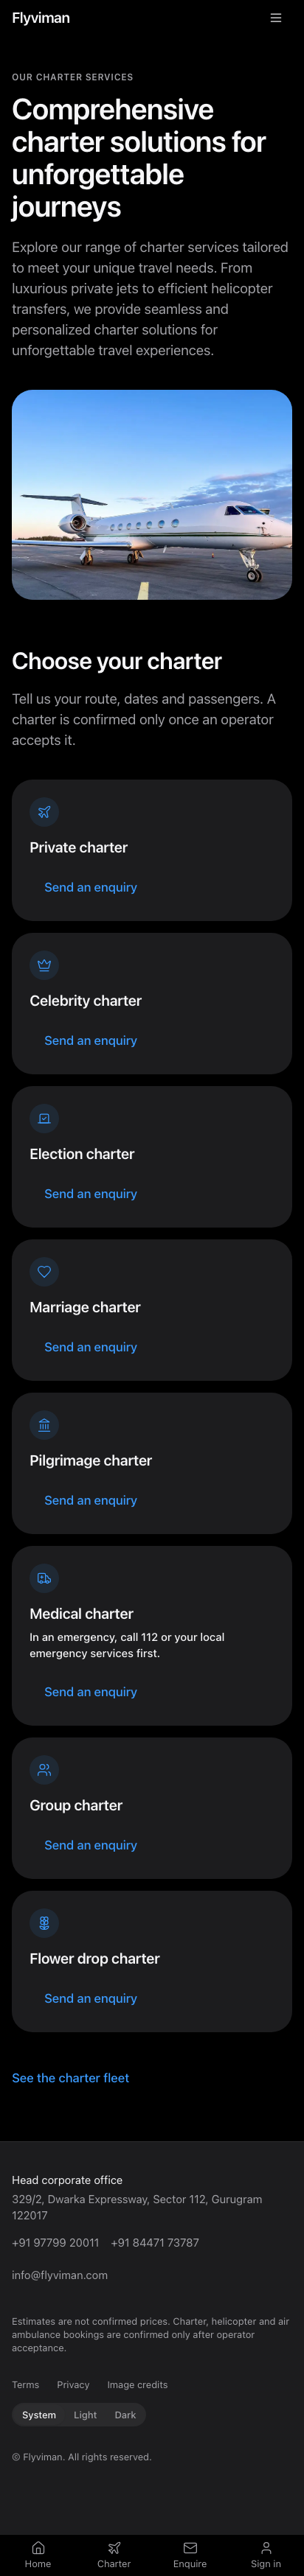 Flyviman
OUR CHARTER SERVICES
Comprehensive
charter solutions for
unforgettable
journeys
Explore our range of charter services tailored
to meet your unique travel needs. From
luxurious private jets to efficient helicopter
transfers, we provide seamless and
personalized charter solutions for
unforgettable travel experiences.
Choose your charter
Tell us your route, dates and passengers. A
charter is confirmed only once an operator
accepts it.
Private charter
Send an enquiry
Celebrity charter
Send an enquiry
Election charter
Send an enquiry
Marriage charter
Send an enquiry
Pilgrimage charter
Send an enquiry
Medical charter
In an emergency, call 112 or your local
emergency services first.
Send an enquiry
Group charter
Send an enquiry
Flower drop charter
Send an enquiry
See the charter fleet
Head corporate office
329/2, Dwarka Expressway, Sector 112, Gurugram
122017
+91 97799 20011 +91 84471 73787
info@flyviman.com
Estimates are not confirmed prices. Charter, helicopter and air
ambulance bookings are confirmed only after operator
acceptance.
Terms Privacy Image credits
System Light Dark
© Flyviman. All rights reserved.
Home Charter Enquire Sign in